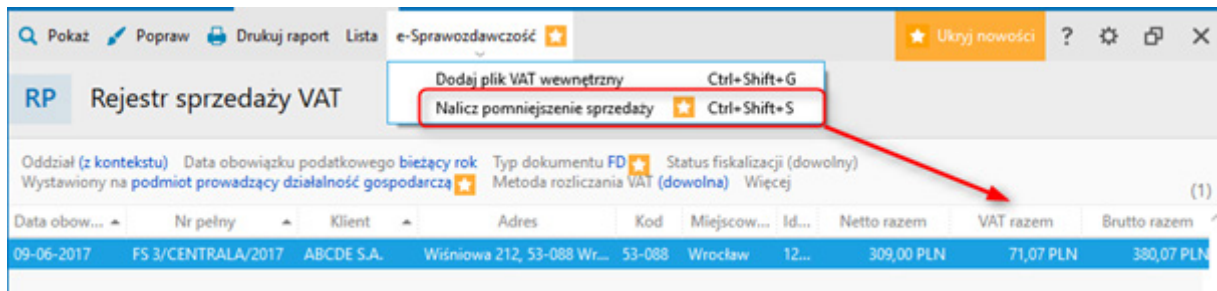 Pokaż Popraw Drukuj raport Lista e-Sprawozdawczość Ukryj nowości ?
Dodaj plik VAT wewnętrzny Ctrl+Shift+G
Nalicz pomniejszenie sprzedaży Ctrl+Shift+S
RP Rejestr sprzedaży VAT
Oddział (z kontekstu) Data obowiązku podatkowego bieżący rok Typ dokumentu FD Status fiskalizacji (dowolny)
Wystawiony na podmiot prowadzący działalność gospodarczą Metoda rozliczania VAT (dowolna) Więcej
(1)
Data obow... Nr pełny Klient Adres Kod Miejscow... Id... Netto razem VAT razem Brutto razem
09-06-2017 FS 3/CENTRALA/2017 ABCDE S.A. Wiśniowa 212, 53-088 Wr... 53-088 Wrocław 12... 309,00 PLN 71,07 PLN 380,07 PLN